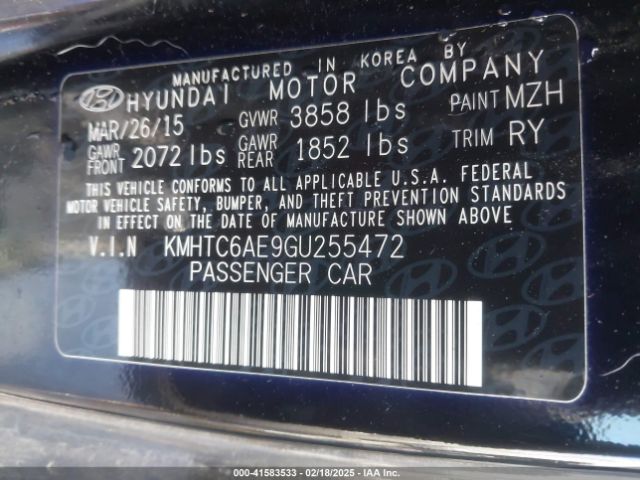 MANUFACTURED IN KOREA BY
HYUNDAI MOTOR COMPANY
MAR/26/15 GVWR 3858 lbs PAINT MZH
GAWR FRONT 2072 lbs GAWR REAR 1852 lbs TRIM RY
THIS VEHICLE CONFORMS TO ALL APPLICABLE U.S.A. FEDERAL
MOTOR VEHICLE SAFETY, BUMPER, AND THEFT PREVENTION STANDARDS
IN EFFECT ON THE DATE OF MANUFACTURE SHOWN ABOVE
V.I.N KMHTC6AE9GU255472
PASSENGER CAR
000-41583533 - 02/18/2025 - IAA Inc.